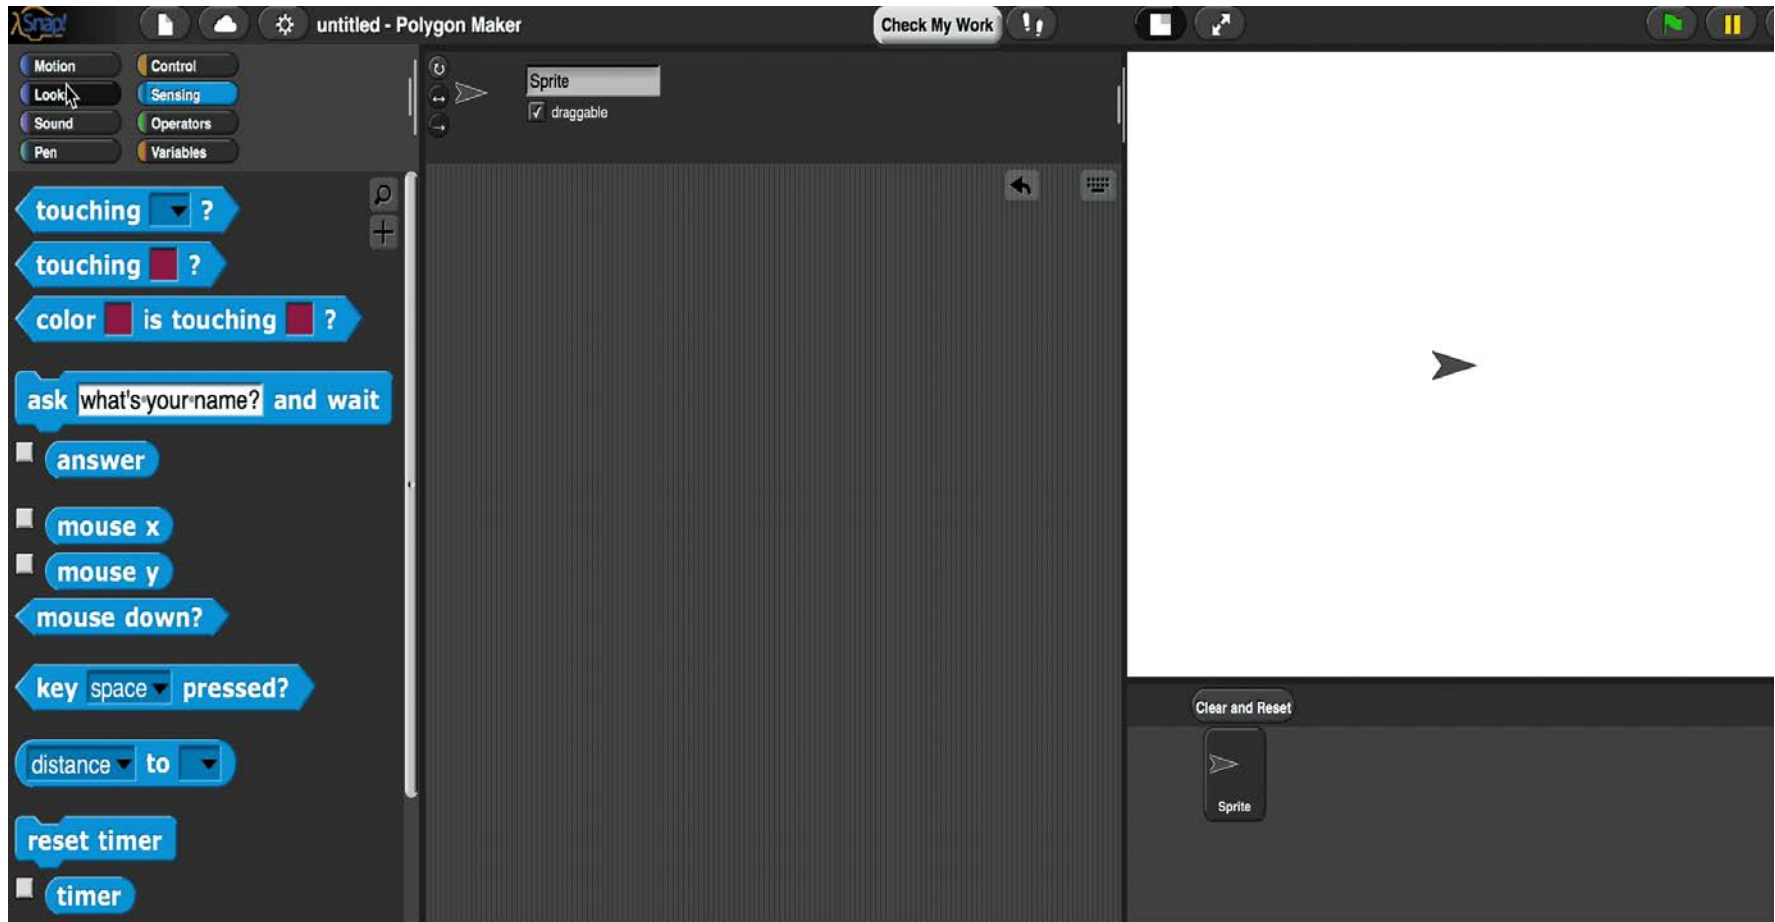 Snap!
untitled - Polygon Maker
Check My Work
Motion
Control
Looks
Sensing
Sound
Operators
Pen
Variables
Sprite
draggable
touching ?
touching ?
color is touching ?
ask what's your name? and wait
answer
mouse x
mouse y
mouse down?
key space pressed?
distance to
reset timer
timer
Clear and Reset
Sprite